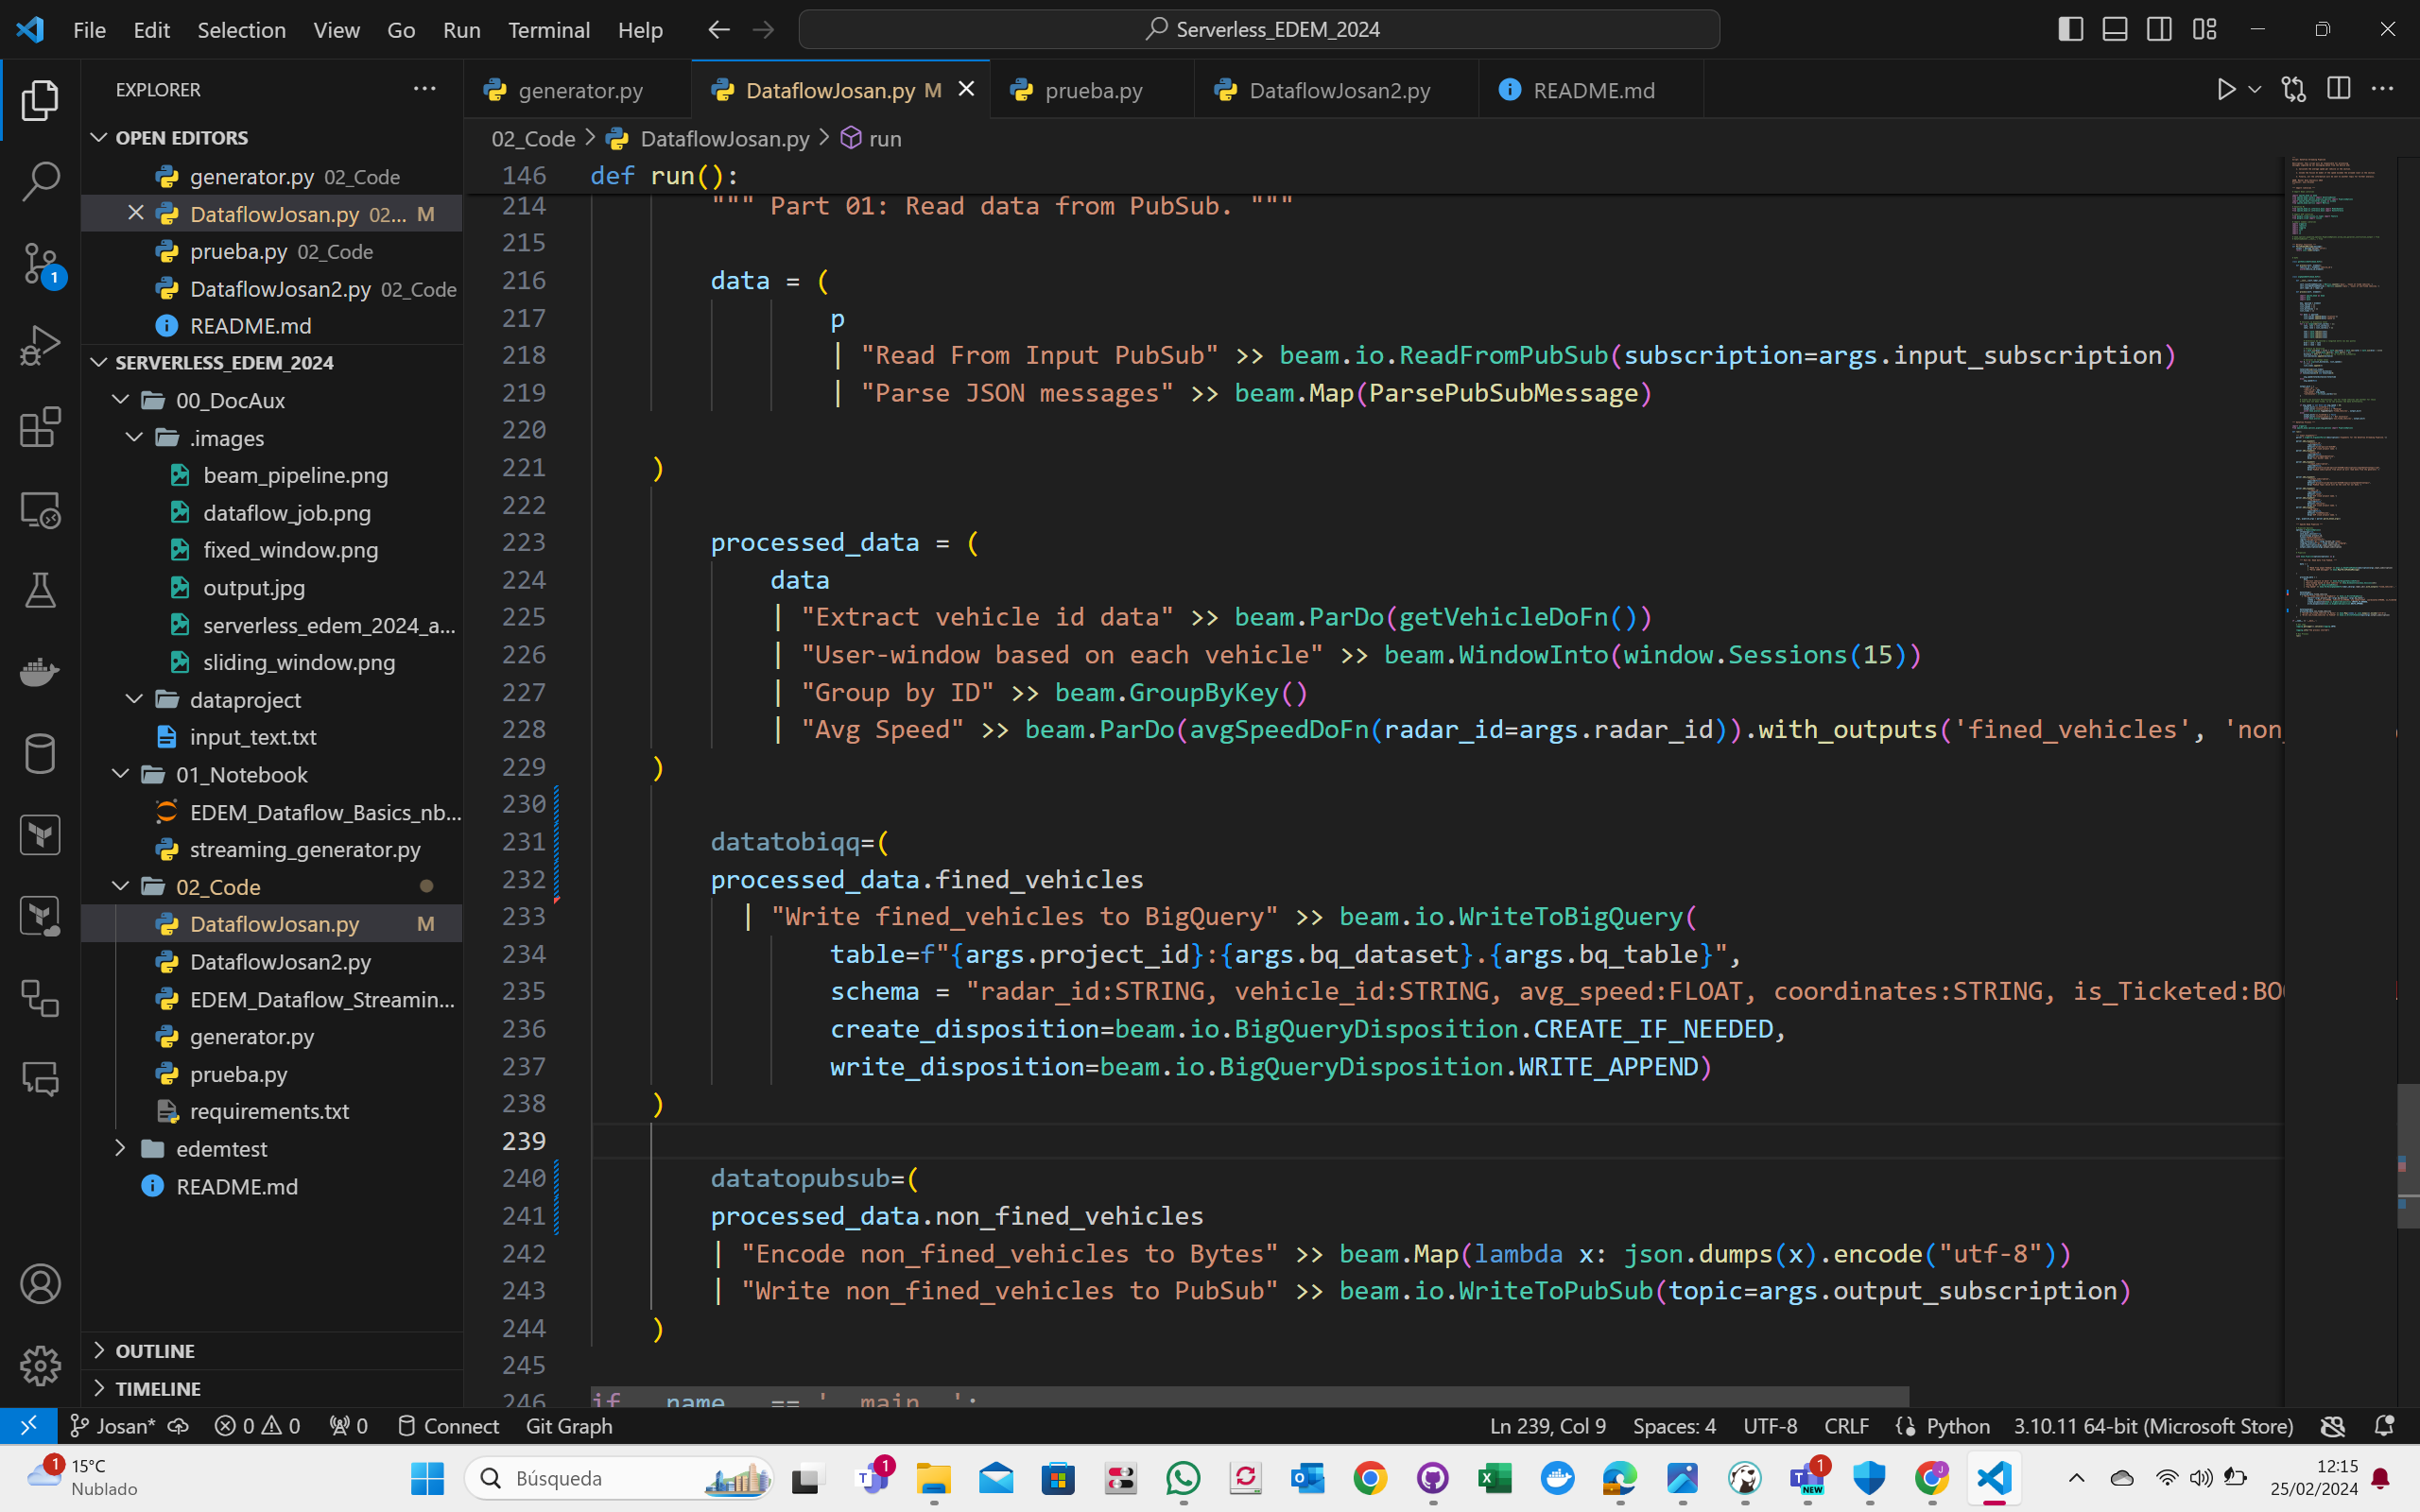 File Edit Selection View Go Run Terminal Help
Serverless_EDEM_2024
EXPLORER
generator.py
DataflowJosan.py M
prueba.py
DataflowJosan2.py
README.md
OPEN EDITORS
generator.py 02_Code
DataflowJosan.py 02... M
prueba.py 02_Code
DataflowJosan2.py 02_Code
README.md
SERVERLESS_EDEM_2024
00_DocAux
.images
beam_pipeline.png
dataflow_job.png
fixed_window.png
output.jpg
serverless_edem_2024_a...
sliding_window.png
dataproject
input_text.txt
01_Notebook
EDEM_Dataflow_Basics_nb...
streaming_generator.py
02_Code
DataflowJosan.py M
DataflowJosan2.py
EDEM_Dataflow_Streamin...
generator.py
prueba.py
requirements.txt
edemtest
README.md
OUTLINE
TIMELINE
1
02_Code > DataflowJosan.py > run
146 def run():
214 """ Part 01: Read data from PubSub. """
215
216 data = (
217 p
218 | "Read From Input PubSub" >> beam.io.ReadFromPubSub(subscription=args.input_subscription)
219 | "Parse JSON messages" >> beam.Map(ParsePubSubMessage)
220
221 )
222
223 processed_data = (
224 data
225 | "Extract vehicle id data" >> beam.ParDo(getVehicleDoFn())
226 | "User-window based on each vehicle" >> beam.WindowInto(window.Sessions(15))
227 | "Group by ID" >> beam.GroupByKey()
228 | "Avg Speed" >> beam.ParDo(avgSpeedDoFn(radar_id=args.radar_id)).with_outputs('fined_vehicles', 'non_
229 )
230
231 datatobiqq=(
232 processed_data.fined_vehicles
233 | "Write fined_vehicles to BigQuery" >> beam.io.WriteToBigQuery(
234 table=f"{args.project_id}:{args.bq_dataset}.{args.bq_table}",
235 schema = "radar_id:STRING, vehicle_id:STRING, avg_speed:FLOAT, coordinates:STRING, is_Ticketed:BO
236 create_disposition=beam.io.BigQueryDisposition.CREATE_IF_NEEDED,
237 write_disposition=beam.io.BigQueryDisposition.WRITE_APPEND)
238 )
239
240 datatopubsub=(
241 processed_data.non_fined_vehicles
242 | "Encode non_fined_vehicles to Bytes" >> beam.Map(lambda x: json.dumps(x).encode("utf-8"))
243 | "Write non_fined_vehicles to PubSub" >> beam.io.WriteToPubSub(topic=args.output_subscription)
244 )
245
246 if __name__ == '__main__':
Josan* 0 0 0 Connect Git Graph
Ln 239, Col 9 Spaces: 4 UTF-8 CRLF Python 3.10.11 64-bit (Microsoft Store)
1 15°C
Nublado
Búsqueda
1
1
NEW
12:15
25/02/2024